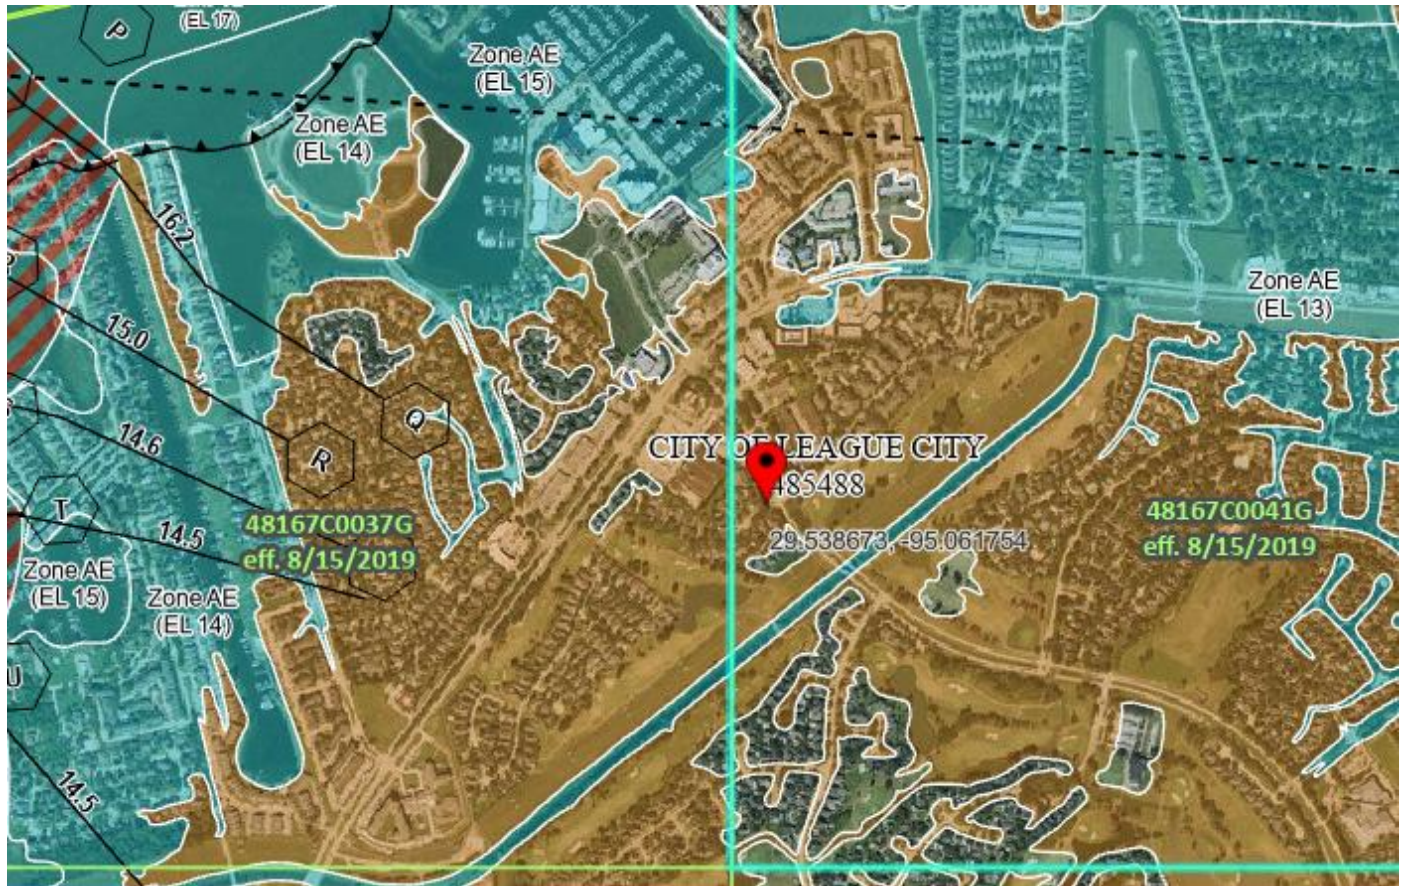 (EL 17)
P
Zone AE
(EL 15)
Zone AE
(EL 14)
16.2
15.0
14.6
14.5
Q
R
T
U
14.5
Zone AE
(EL 13)
CITY OF LEAGUE CITY
485488
29.538673, -95.061754
48167C0037G
eff. 8/15/2019
48167C0041G
eff. 8/15/2019
Zone AE
(EL 15)
Zone AE
(EL 14)